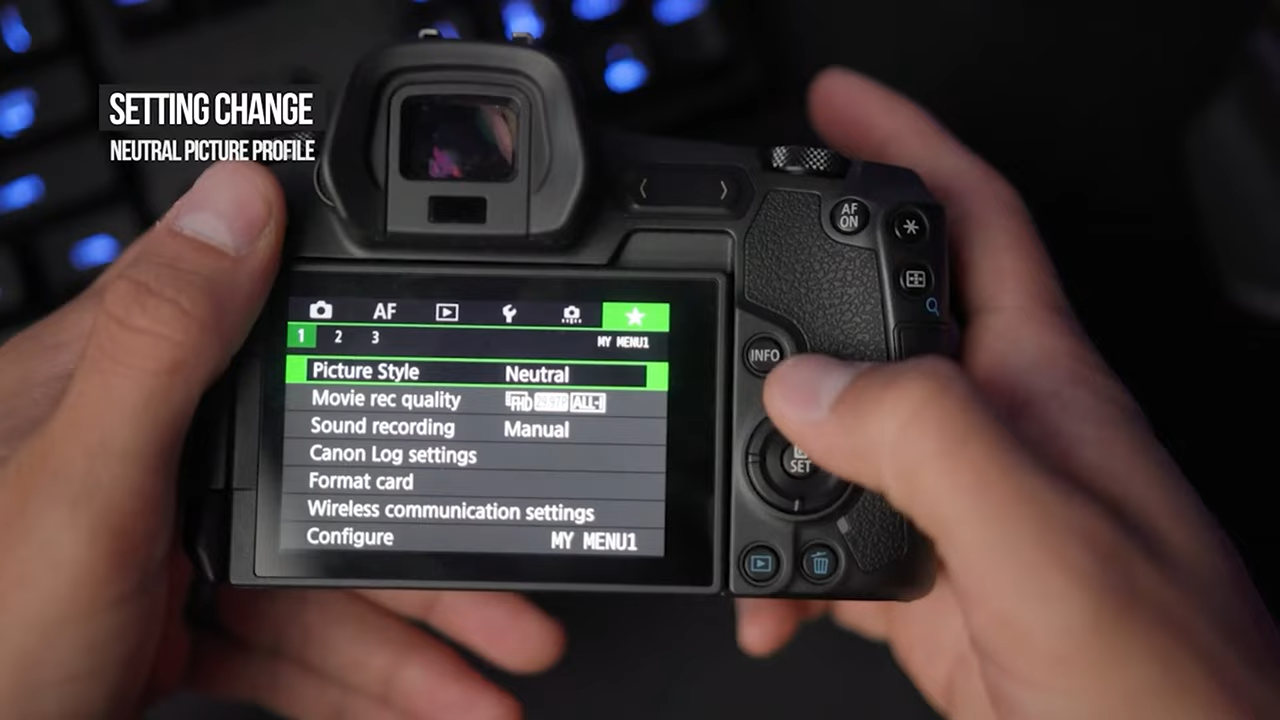 SETTING CHANGE
NEUTRAL PICTURE PROFILE
AF
ON
AF
1 2 3 MY MENU1
Picture Style Neutral
INFO
Movie rec quality FHD ALL-I
Sound recording Manual
Canon Log settings
SET
Format card
Wireless communication settings
Configure MY MENU1